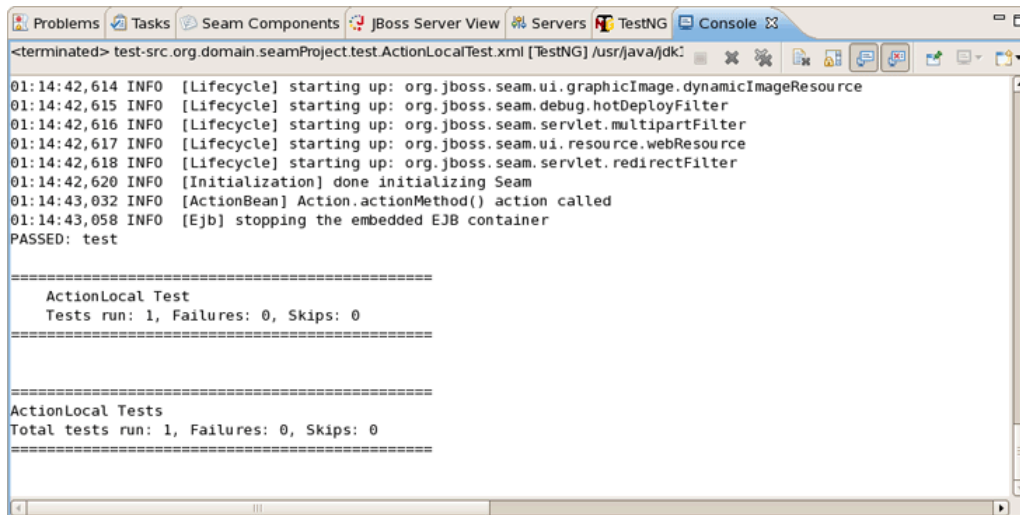 Problems Tasks Seam Components JBoss Server View Servers TestNG Console
<terminated> test-src.org.domain.seamProject.test.ActionLocalTest.xml [TestNG] /usr/java/jdk1
01:14:42,614 INFO  [Lifecycle] starting up: org.jboss.seam.ui.graphicImage.dynamicImageResource
01:14:42,615 INFO  [Lifecycle] starting up: org.jboss.seam.debug.hotDeployFilter
01:14:42,616 INFO  [Lifecycle] starting up: org.jboss.seam.servlet.multipartFilter
01:14:42,617 INFO  [Lifecycle] starting up: org.jboss.seam.ui.resource.webResource
01:14:42,618 INFO  [Lifecycle] starting up: org.jboss.seam.servlet.redirectFilter
01:14:42,620 INFO  [Initialization] done initializing Seam
01:14:43,032 INFO  [ActionBean] Action.actionMethod() action called
01:14:43,058 INFO  [Ejb] stopping the embedded EJB container
PASSED: test
===============================================
    ActionLocal Test
    Tests run: 1, Failures: 0, Skips: 0
===============================================
===============================================
ActionLocal Tests
Total tests run: 1, Failures: 0, Skips: 0
===============================================